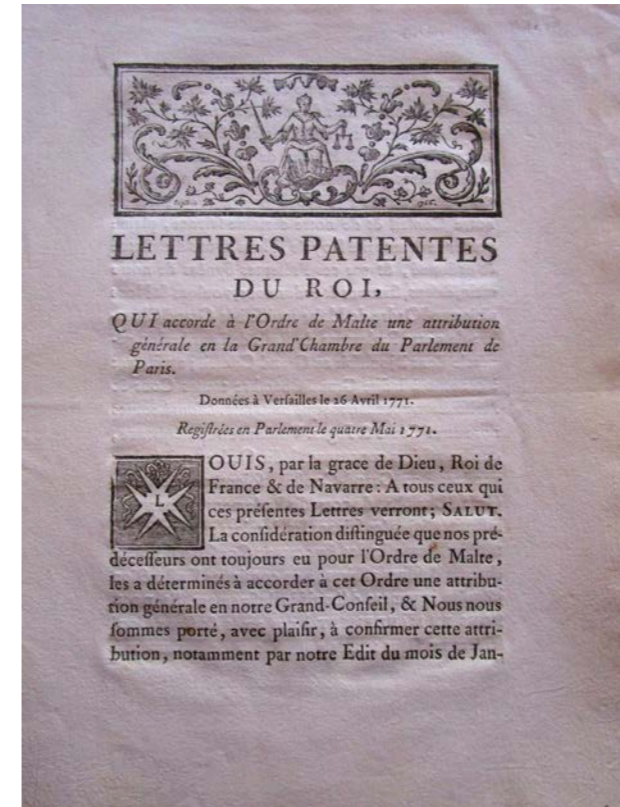 LETTRES PATENTES
DU ROI,
QUI accorde à l'Ordre de Malte une attribution
générale en la Grand'Chambre du Parlement de
Paris.
Données à Verſailles le 26 Avril 1771.
Regiſtrées en Parlement le quatre Mai 1771.
LOUIS, par la grace de Dieu, Roi de
France & de Navarre: A tous ceux qui
ces préſentes Lettres verront; SALUT.
La conſidération diſtinguée que nos pré-
déceſſeurs ont toujours eu pour l'Ordre de Malte,
les a déterminés à accorder à cet Ordre une attribu-
tion générale en notre Grand-Conſeil, & Nous nous
ſommes porté, avec plaiſir, à confirmer cette attri-
bution, notamment par notre Edit du mois de Jan-